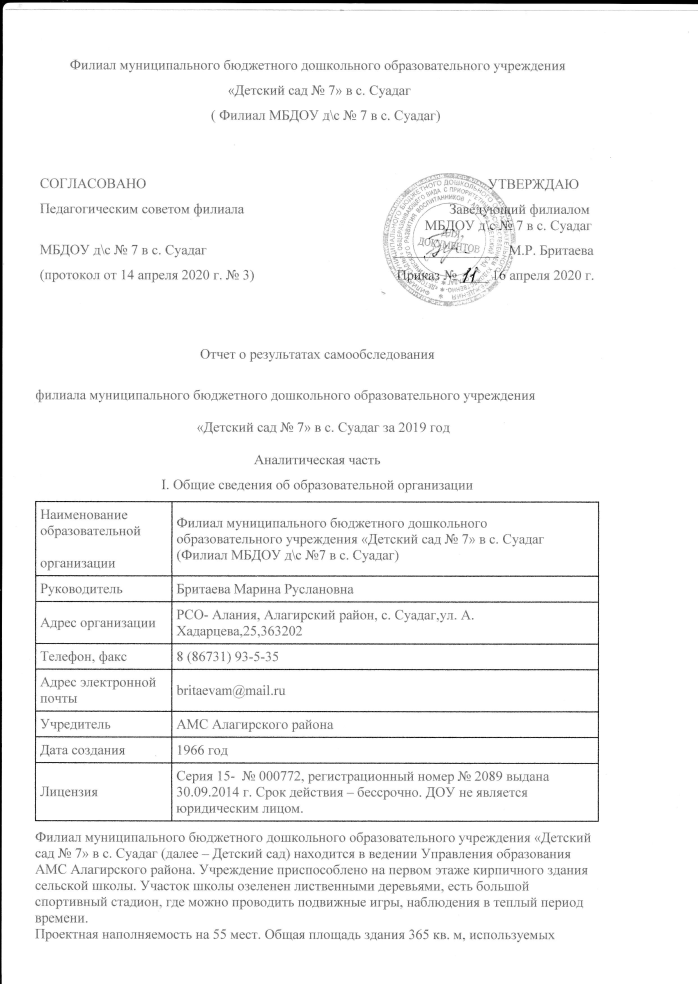 Филиал муниципального бюджетного дошкольного образовательного учреждения
«Детский сад № 7» в с. Суадаг
( Филиал МБДОУ д\с № 7 в с. Суадаг)
СОГЛАСОВАНО
УТВЕРЖДАЮ
Педагогическим советом филиала
Заведующий филиалом
МБДОУ д\с № 7 в с. Суадаг
МБДОУ д\с № 7 в с. Суадаг
М.Р. Бритаева
(протокол от 14 апреля 2020 г. № 3)
Приказ № 11 16 апреля 2020 г.
ДЛЯ
ДОКУМЕНТОВ
Отчет о результатах самообследования
филиала муниципального бюджетного дошкольного образовательного учреждения
«Детский сад № 7» в с. Суадаг за 2019 год
Аналитическая часть
I. Общие сведения об образовательной организации
Наименование
образовательной
организации
Филиал муниципального бюджетного дошкольного
образовательного учреждения «Детский сад № 7» в с. Суадаг
(Филиал МБДОУ д\с №7 в с. Суадаг)
Руководитель
Бритаева Марина Руслановна
Адрес организации
РСО- Алания, Алагирский район, с. Суадаг,ул. А.
Хадарцева,25,363202
Телефон, факс
8 (86731) 93-5-35
Адрес электронной
почты
britaevam@mail.ru
Учредитель
АМС Алагирского района
Дата создания
1966 год
Лицензия
Серия 15- № 000772, регистрационный номер № 2089 выдана
30.09.2014 г. Срок действия – бессрочно. ДОУ не является
юридическим лицом.
Филиал муниципального бюджетного дошкольного образовательного учреждения «Детский
сад № 7» в с. Суадаг (далее – Детский сад) находится в ведении Управления образования
АМС Алагирского района. Учреждение приспособлено на первом этаже кирпичного здания
сельской школы. Участок школы озеленен лиственными деревьями, есть большой
спортивный стадион, где можно проводить подвижные игры, наблюдения в теплый период
времени.
Проектная наполняемость на 55 мест. Общая площадь здания 365 кв. м, используемых